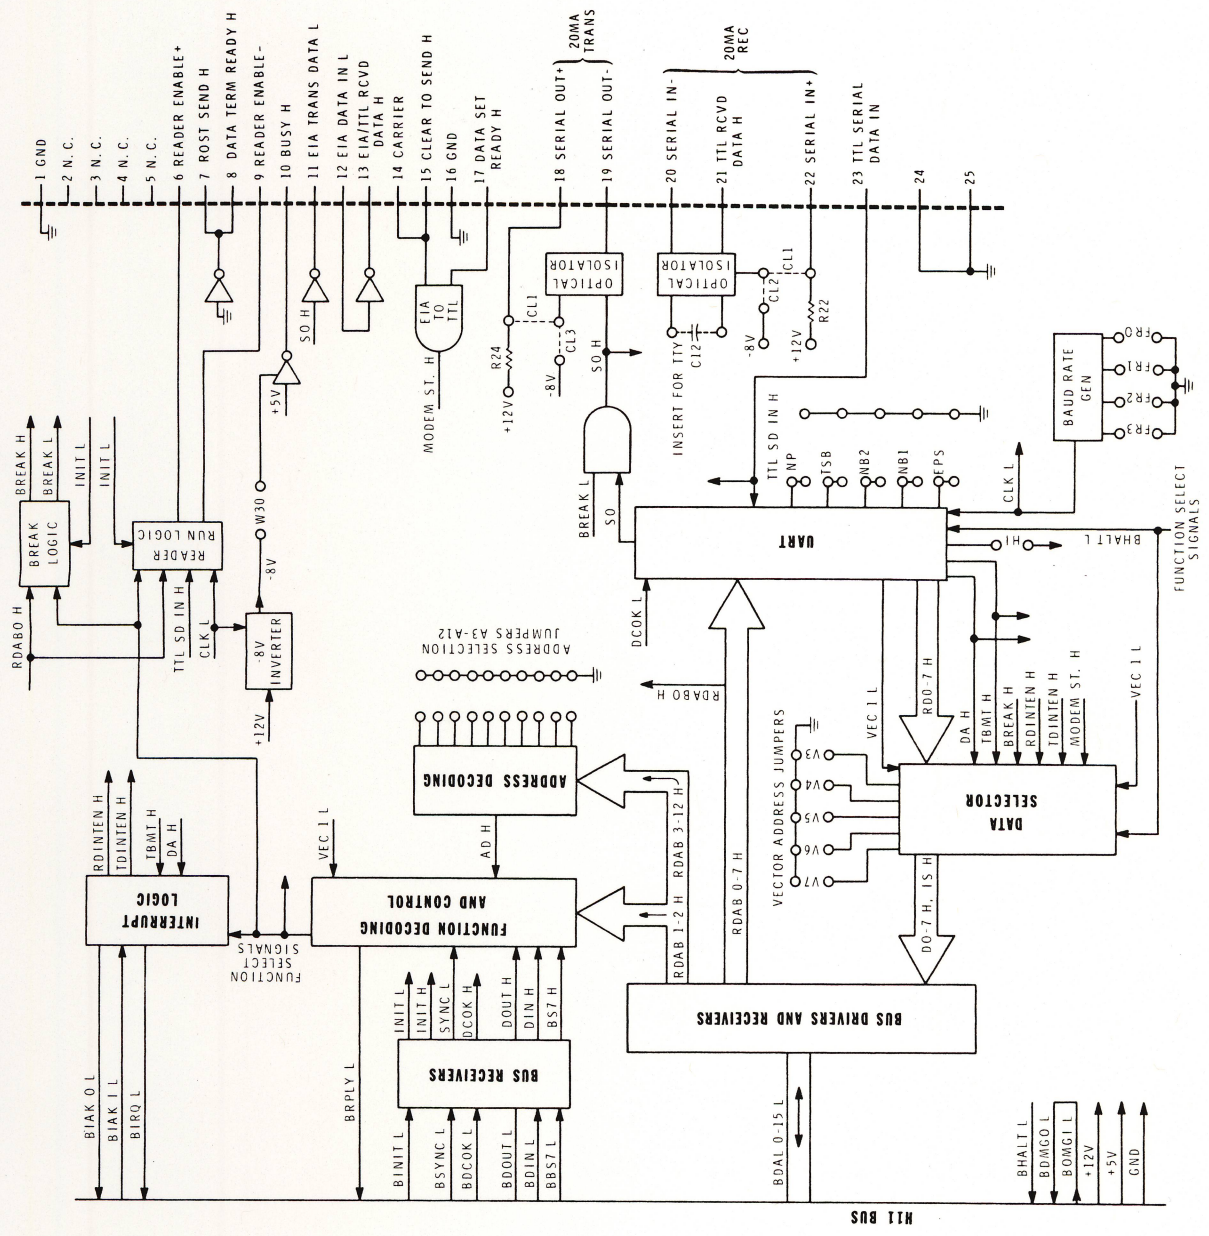 1 GND
2 N.C.
3 N.C.
4 N.C.
5 N.C.
6 READER ENABLE+
7 ROST SEND H
8 DATA TERM READY H
9 READER ENABLE-
10 BUSY H
11 EIA TRANS DATA L
12 EIA DATA IN L
13 EIA/TTL RCVD
DATA H
14 CARRIER
15 CLEAR TO SEND H
16 GND
17 DATA SET
READY H
18 SERIAL OUT+
19 SERIAL OUT-
20MA
TRANS
20 SERIAL IN-
21 TTL RCVD
DATA H
22 SERIAL IN+
20MA
REC
23 TTL SERIAL
DATA IN
24
25
BREAK H
BREAK L
INIT L
INIT L
BREAK
LOGIC
READER
RUN LOGIC
RDABO H
TTL SD IN H
CLK L
-8V
INVERTER
+12V
-8V
W30
+5V
SO H
EIA
TO
TTL
MODEM ST. H
R24
+12V
CL1
CL3
-8V
OPTICAL
ISOLATOR
SO H
BREAK L
SO
OPTICAL
ISOLATOR
INSERT FOR TTY
C12
CL2
CL1
-8V
+12V
R22
TTL SD IN H
NP
TSB
NB2
NB1
EPS
UART
DCOK L
CLK L
BAUD RATE
GEN
FR0
FR1
FR2
FR3
HI
BHALT L
FUNCTION SELECT
SIGNALS
ADDRESS SELECTION
JUMPERS A3-A12
ADDRESS DECODING
AD H
RDABO H
RDAB 3-12 H
RDAB 1-2 H
RDAB 0-7 H
VEC 1 L
RDO-7 H
DA H
TBMT H
BREAK H
RDINTEN H
TDINTEN H
MODEM ST. H
VEC 1 L
VECTOR ADDRESS JUMPERS
V3
V4
V5
V6
V7
DATA
SELECTOR
DO-7 H, IS H
RDINTEN H
TDINTEN H
TBMT H
DA H
INTERRUPT
LOGIC
FUNCTION
SELECT
SIGNALS
VEC 1 L
FUNCTION DECODING
AND CONTROL
BIAK O L
BIAK I L
BIRQ L
BRPLY L
INIT L
INIT H
SYNC L
DCOK H
DOUT H
DIN H
BS7 H
BUS RECEIVERS
BINIT L
BSYNC L
BDCOK L
BDOUT L
BDIN L
BBS7 L
BUS DRIVERS AND RECEIVERS
BDAL 0-15 L
BHALT L
BDMGO L
BOMGI L
+12V
+5V
GND
H11 BUS